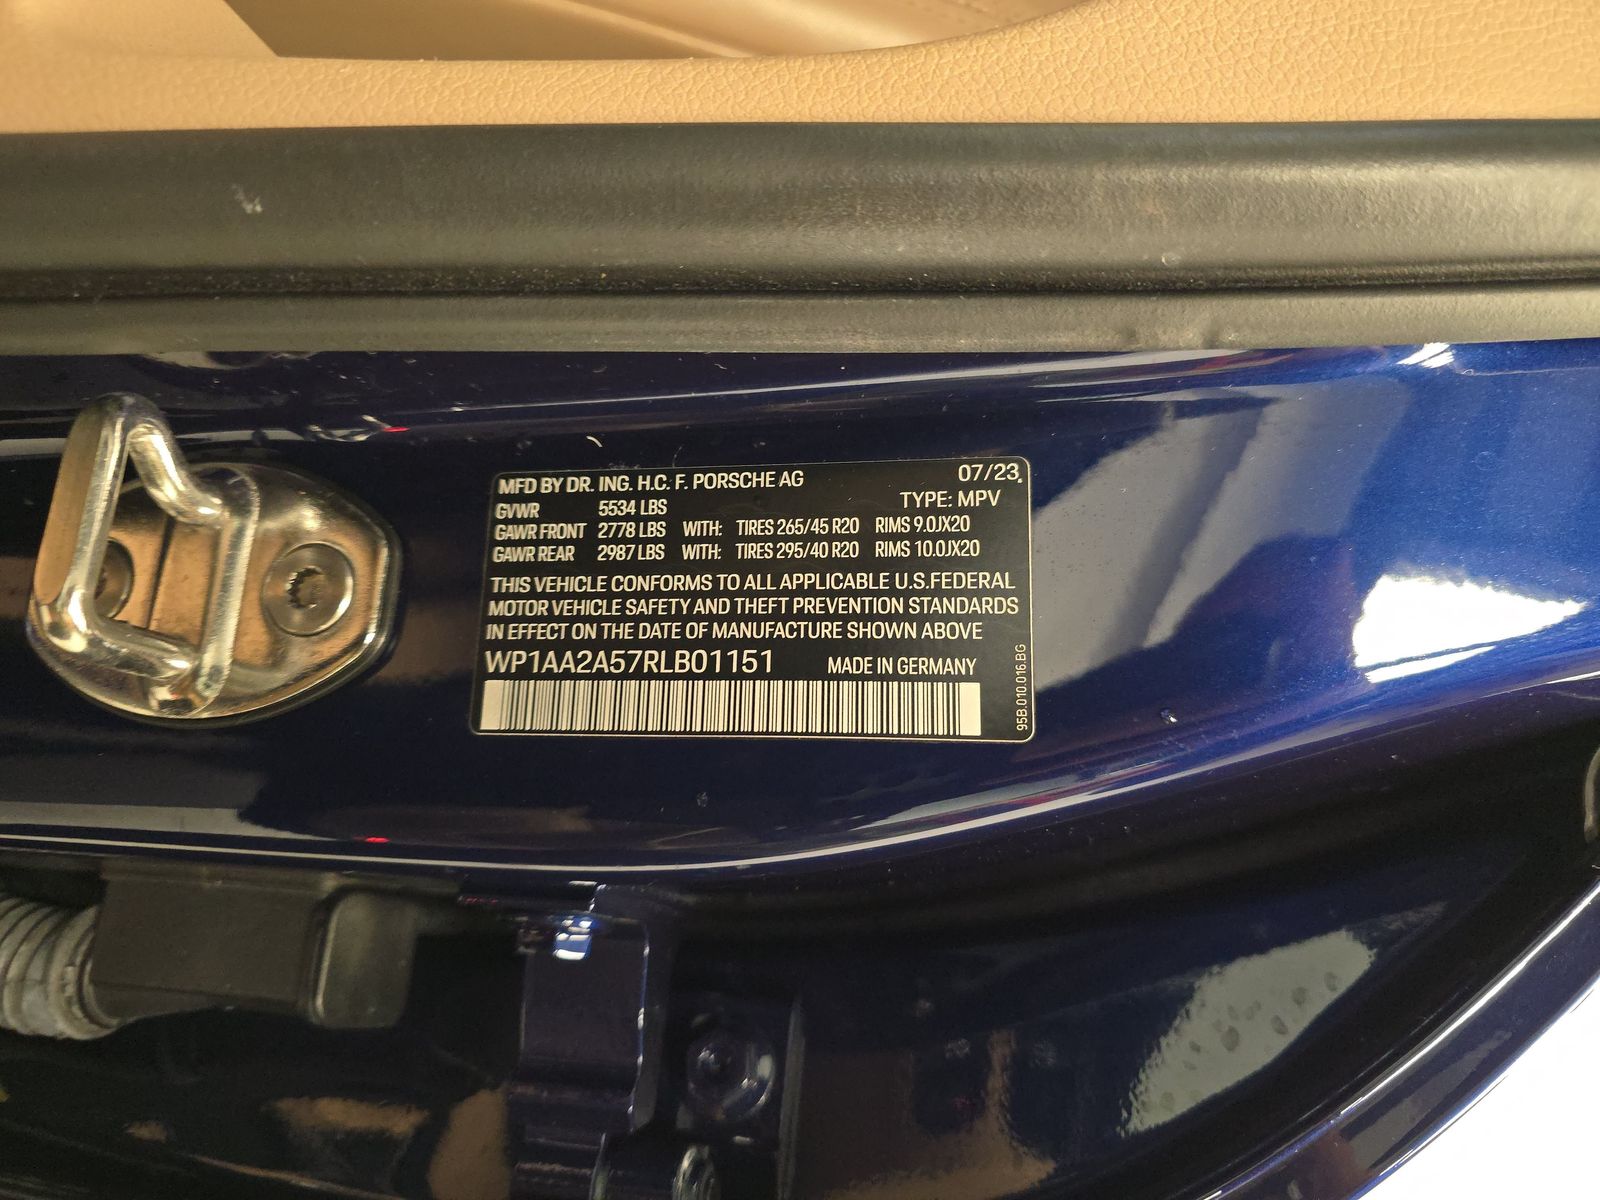 MFD BY DR. ING. H.C. F. PORSCHE AG 07/23
GVWR 5534 LBS TYPE: MPV
GAWR FRONT 2778 LBS WITH: TIRES 265/45 R20 RIMS 9.0JX20
GAWR REAR 2987 LBS WITH: TIRES 295/40 R20 RIMS 10.0JX20
THIS VEHICLE CONFORMS TO ALL APPLICABLE U.S.FEDERAL
MOTOR VEHICLE SAFETY AND THEFT PREVENTION STANDARDS
IN EFFECT ON THE DATE OF MANUFACTURE SHOWN ABOVE
WP1AA2A57RLB01151 MADE IN GERMANY
95B.010.016.BG